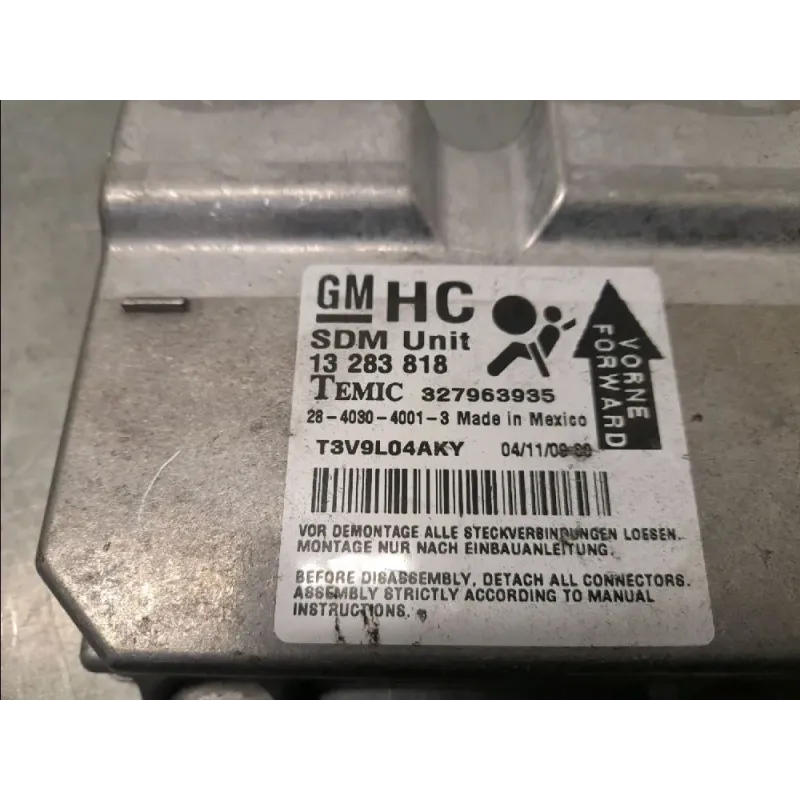 GM HC
SDM Unit
13 283 818
TEMIC 327963935
28-4030-4001-3 Made in Mexico
T3V9L04AKY
VORNE
FORWARD
VOR DEMONTAGE ALLE STECKVERBINDUNGEN LOESEN.
MONTAGE NUR NACH EINBAUANLEITUNG.
BEFORE DISASSEMBLY, DETACH ALL CONNECTORS.
ASSEMBLY STRICTLY ACCORDING TO MANUAL
INSTRUCTIONS.